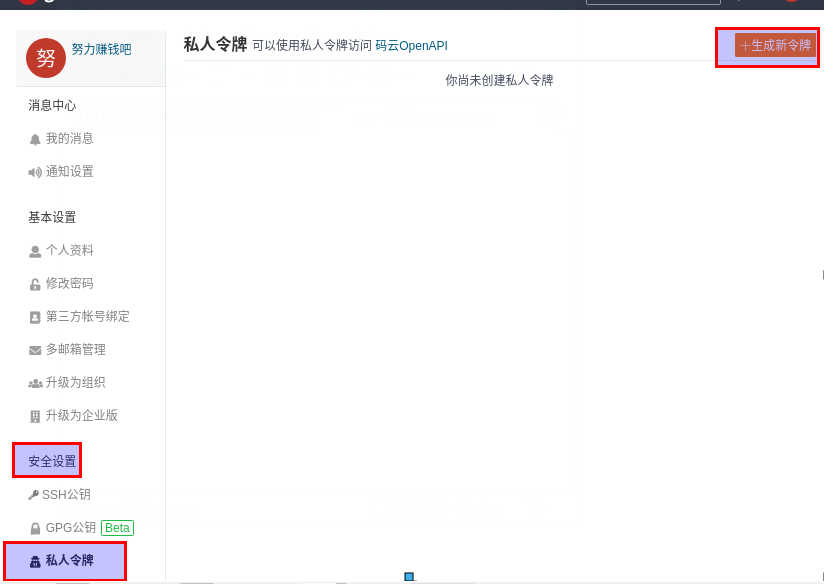 努 努力赚钱吧
消息中心
我的消息
通知设置
基本设置
个人资料
修改密码
第三方帐号绑定
多邮箱管理
升级为组织
升级为企业版
安全设置
SSH公钥
GPG公钥 Beta
私人令牌
私人令牌 可以使用私人令牌访问 码云OpenAPI
+生成新令牌
你尚未创建私人令牌